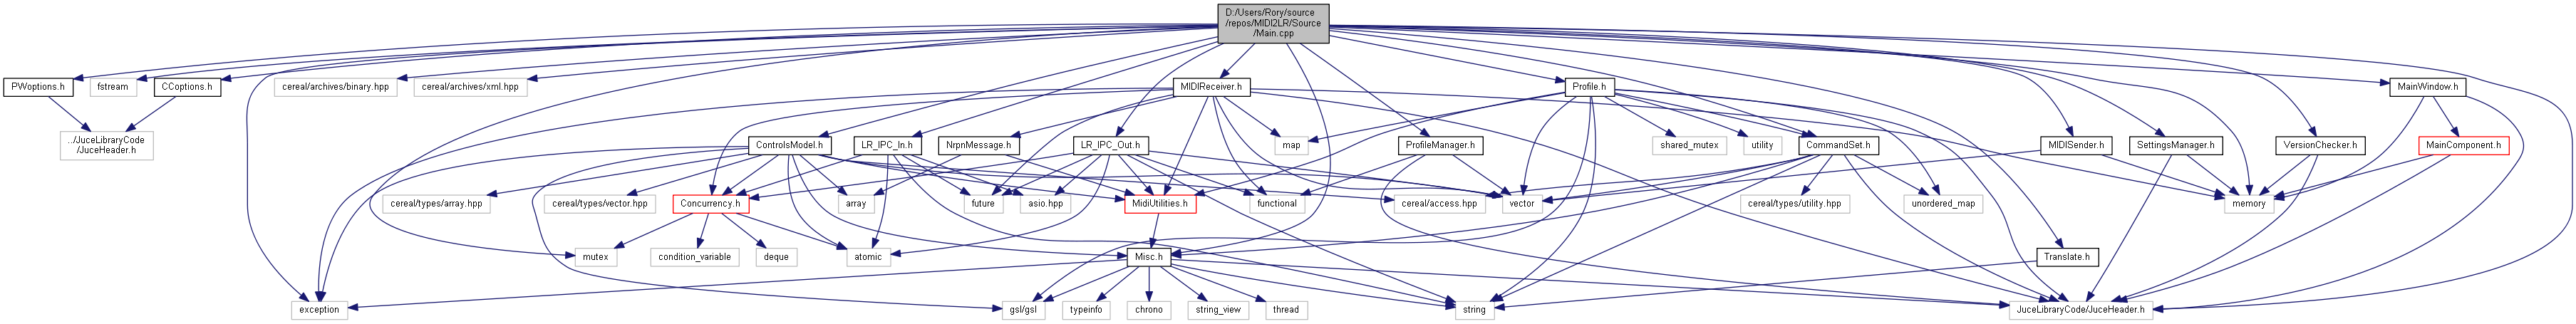 D:/Users/Rory/source
/repos/MIDI2LR/Source
/Main.cpp
PWoptions.h
fstream
CCoptions.h
cereal/archives/binary.hpp
cereal/archives/xml.hpp
MIDIReceiver.h
Profile.h
MainWindow.h
../JuceLibraryCode
/JuceHeader.h
ControlsModel.h
LR_IPC_In.h
NrpnMessage.h
LR_IPC_Out.h
map
ProfileManager.h
shared_mutex
utility
CommandSet.h
MIDISender.h
SettingsManager.h
VersionChecker.h
MainComponent.h
cereal/types/array.hpp
cereal/types/vector.hpp
Concurrency.h
array
future
asio.hpp
MidiUtilities.h
functional
cereal/access.hpp
vector
cereal/types/utility.hpp
unordered_map
memory
mutex
condition_variable
deque
atomic
Misc.h
Translate.h
exception
gsl/gsl
typeinfo
chrono
string_view
thread
string
JuceLibraryCode/JuceHeader.h